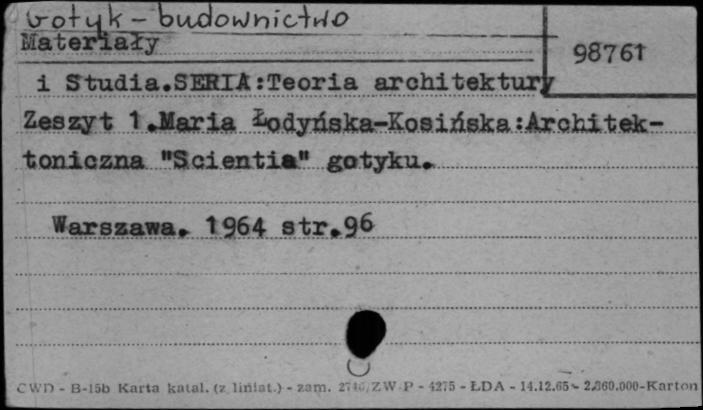 Gotyk - budownictwo
Materiały
98761
i Studia.SERIA:Teoria architektury
Zeszyt 1.Maria Łodyńska-Kosińska:Architek-
toniczna "Scientia" gotyku.
Warszawa. 1964 str.96
CWD - B-15b Karta katal. (z liniat.) - zam. ZW P - 4275 - ŁDA - 14.12.65 - 2.860.000-Karton